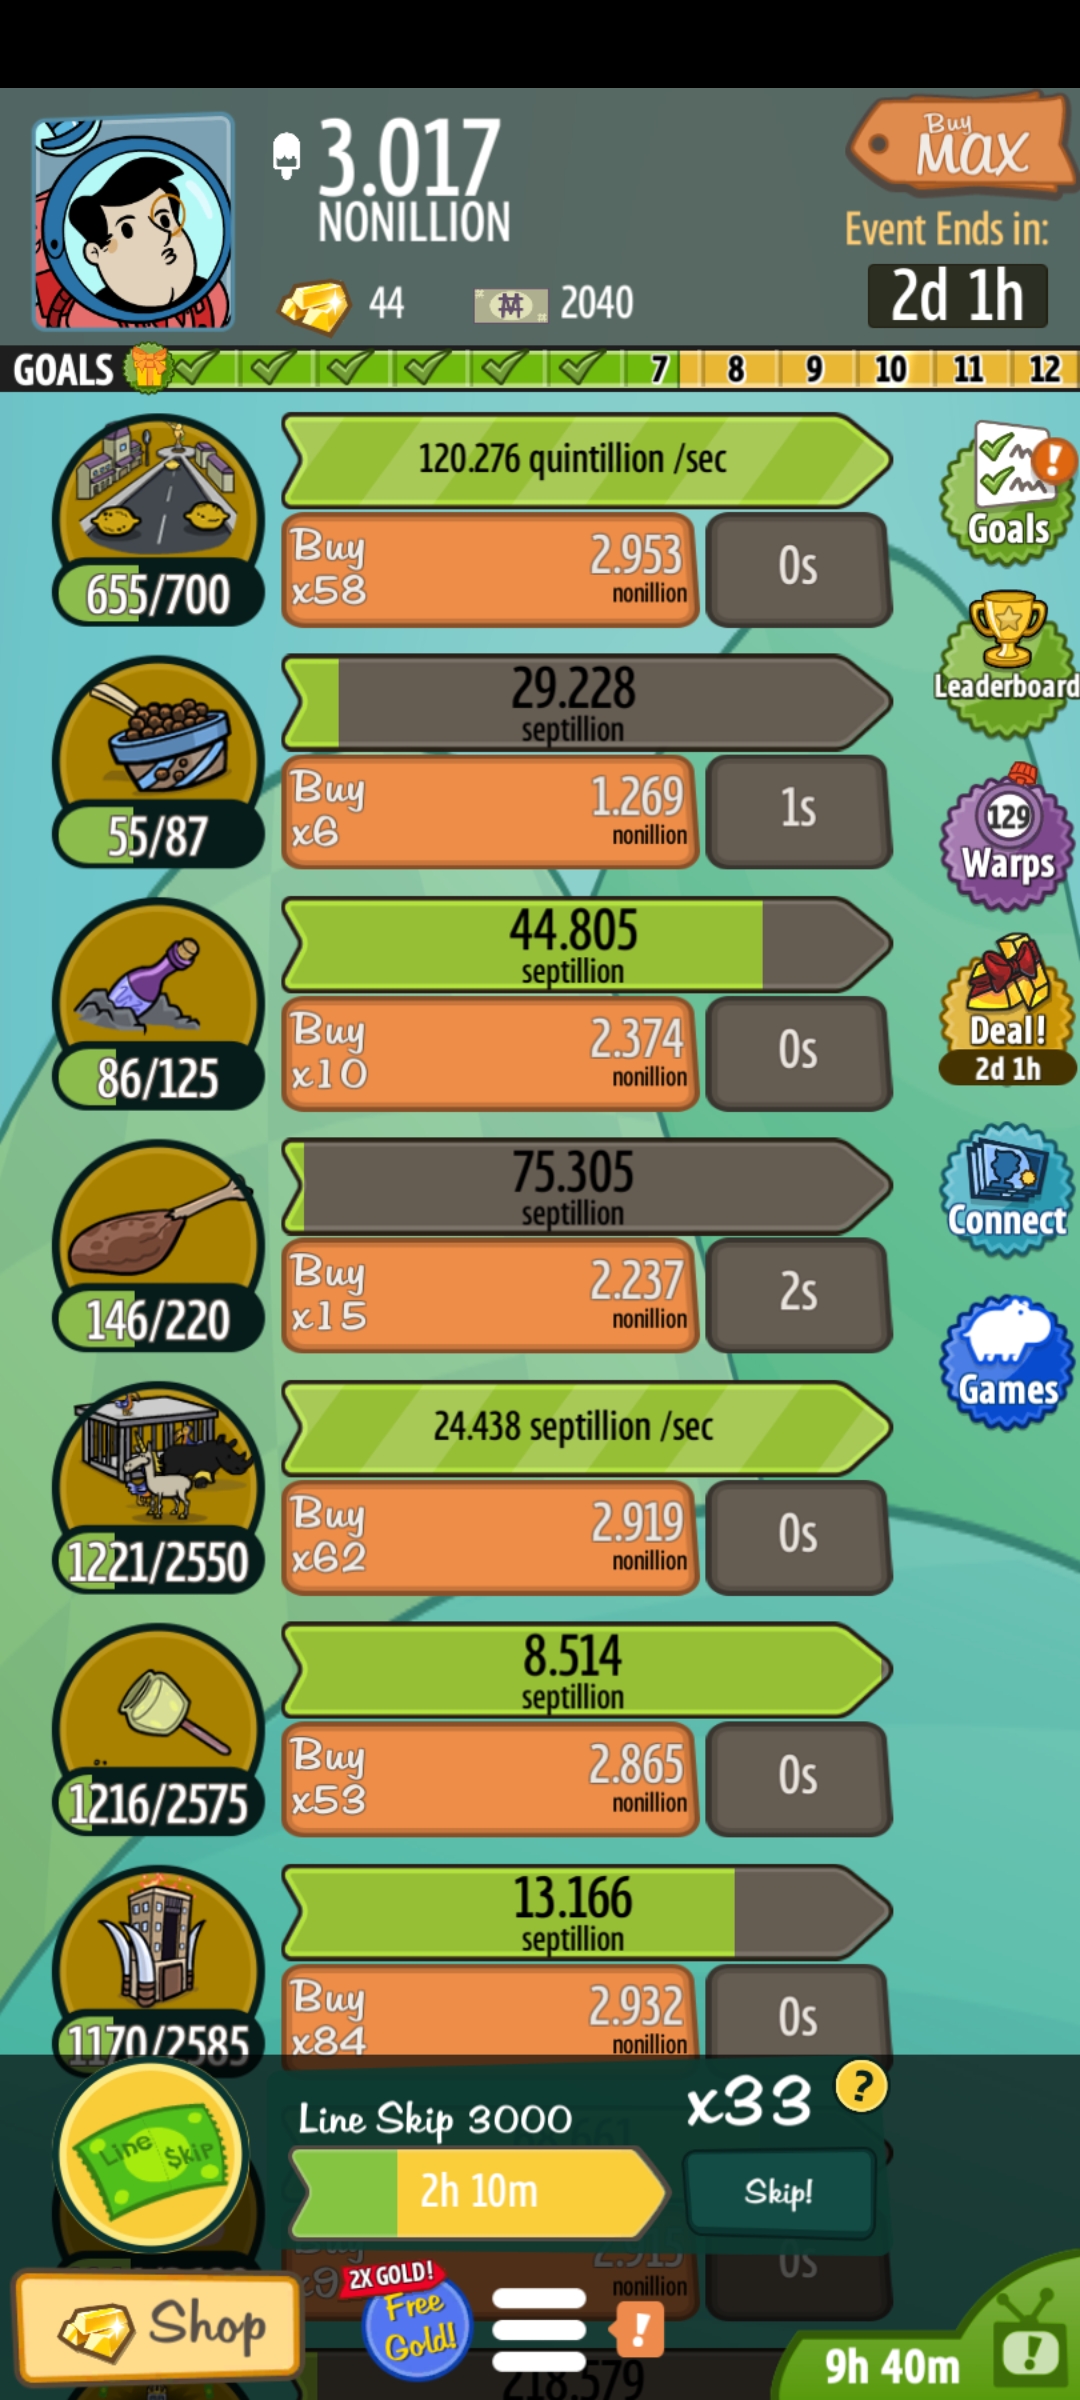 3.017
NONILLION
44
2040
Buy
MAX
Event Ends in:
2d 1h
GOALS
7 8 9 10 11 12
120.276 quintillion /sec
Buy
x58
2.953
nonillion
0s
655/700
29.228
septillion
Buy
x6
1.269
nonillion
1s
55/87
44.805
septillion
Buy
x10
2.374
nonillion
0s
86/125
75.305
septillion
Buy
x15
2.237
nonillion
2s
146/220
24.438 septillion /sec
Buy
x62
2.919
nonillion
0s
1221/2550
8.514
septillion
Buy
x53
2.865
nonillion
0s
1216/2575
13.166
septillion
Buy
x84
2.932
nonillion
0s
1170/2585
!
Goals
Leaderboard
129
Warps
Deal!
2d 1h
Connect
Games
Line Skip
Line Skip 3000
x33
?
2h 10m
Skip!
Buy
2.915
nonillion
0s
Shop
2X GOLD!
Free
Gold!
!
218.579
9h 40m
!